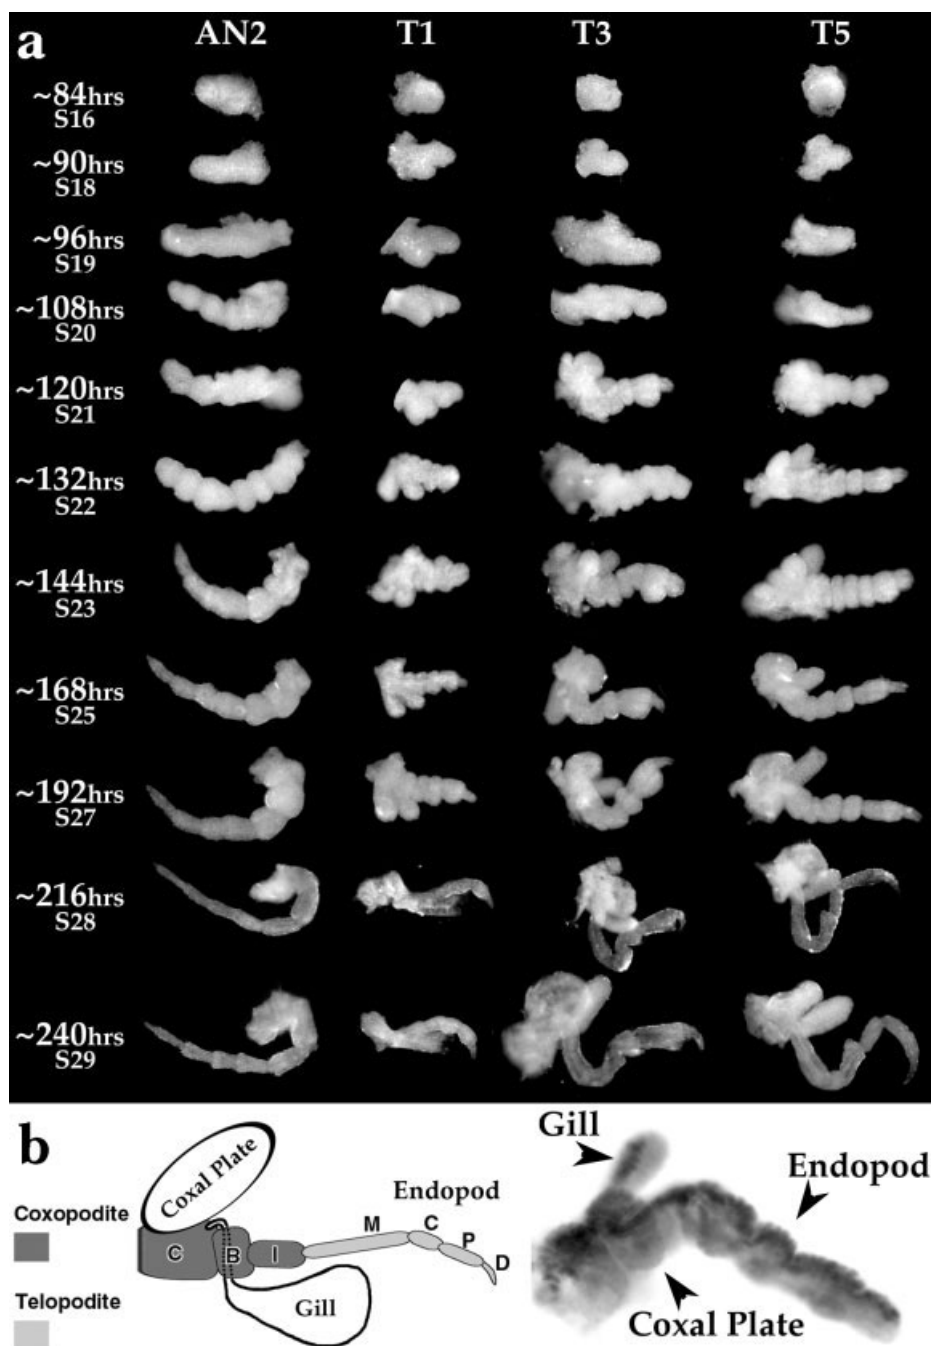 a AN2 T1 T3 T5
~84hrs
S16
~90hrs
S18
~96hrs
S19
~108hrs
S20
~120hrs
S21
~132hrs
S22
~144hrs
S23
~168hrs
S25
~192hrs
S27
~216hrs
S28
~240hrs
S29
b
Coxopodite
Telopodite
Coxal Plate
Endopod
C B I M C P D
Gill
Gill
Endopod
Coxal Plate